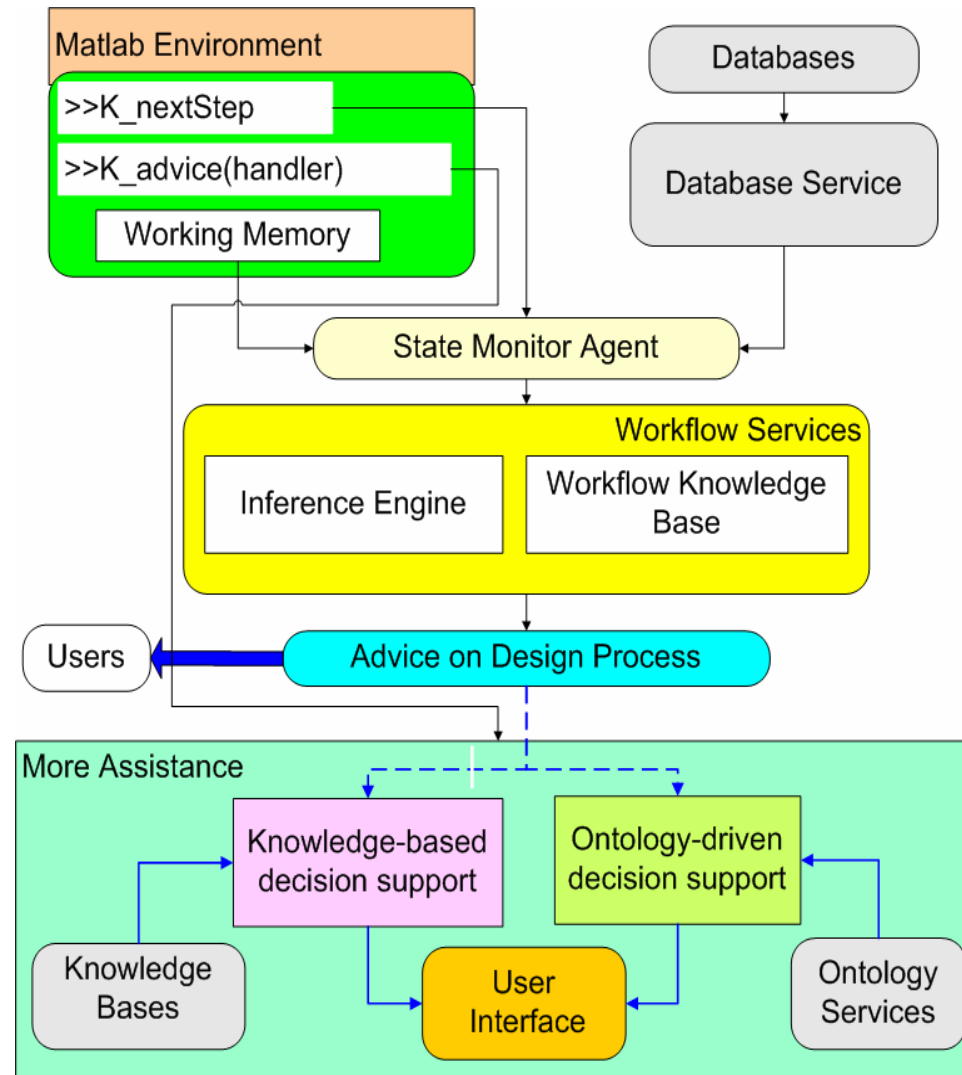 Matlab Environment
>>K_nextStep
>>K_advice(handler)
Working Memory
Databases
Database Service
State Monitor Agent
Workflow Services
Inference Engine
Workflow Knowledge
Base
Users
Advice on Design Process
More Assistance
Knowledge-based
decision support
Ontology-driven
decision support
Knowledge
Bases
User
Interface
Ontology
Services